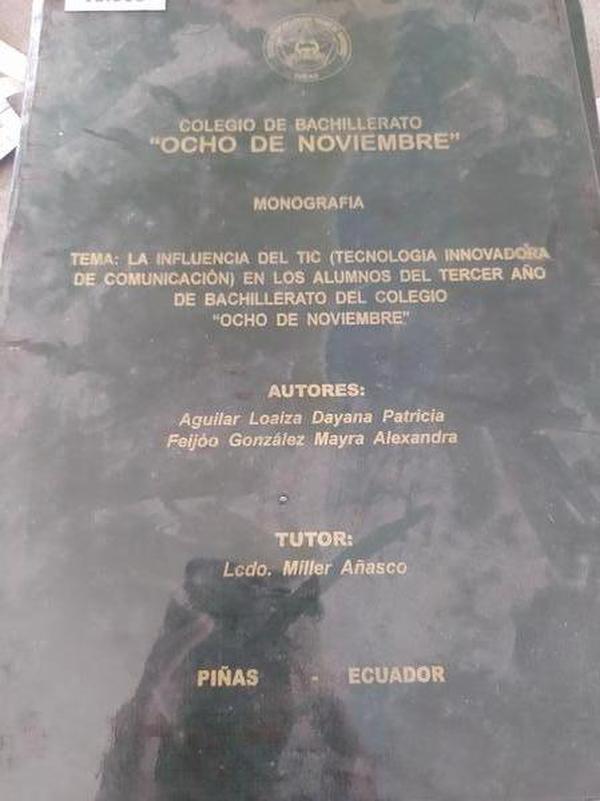 COLEGIO DE BACHILLERATO
"OCHO DE NOVIEMBRE"
MONOGRAFIA
TEMA: LA INFLUENCIA DEL TIC (TECNOLOGIA INNOVADORA
DE COMUNICACIÓN) EN LOS ALUMNOS DEL TERCER AÑO
DE BACHILLERATO DEL COLEGIO
"OCHO DE NOVIEMBRE"
AUTORES:
Aguilar Loaiza Dayana Patricia
Feijóo González Mayra Alexandra
TUTOR:
Lcdo. Miller Añasco
PIÑAS - ECUADOR